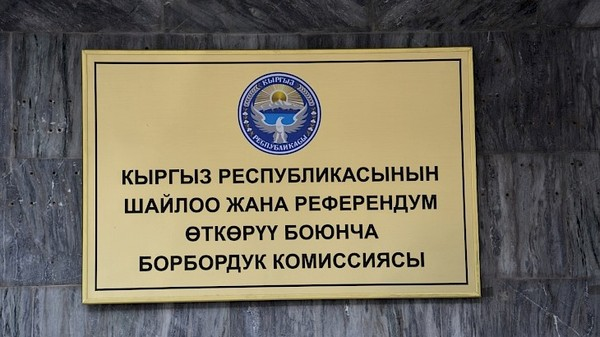 КЫРГЫЗ
РЕСПУБЛИКАСЫ
КЫРГЫЗ РЕСПУБЛИКАСЫНЫН
ШАЙЛОО ЖАНА РЕФЕРЕНДУМ
ӨТКӨРҮҮ БОЮНЧА
БОРБОРДУК КОМИССИЯСЫ